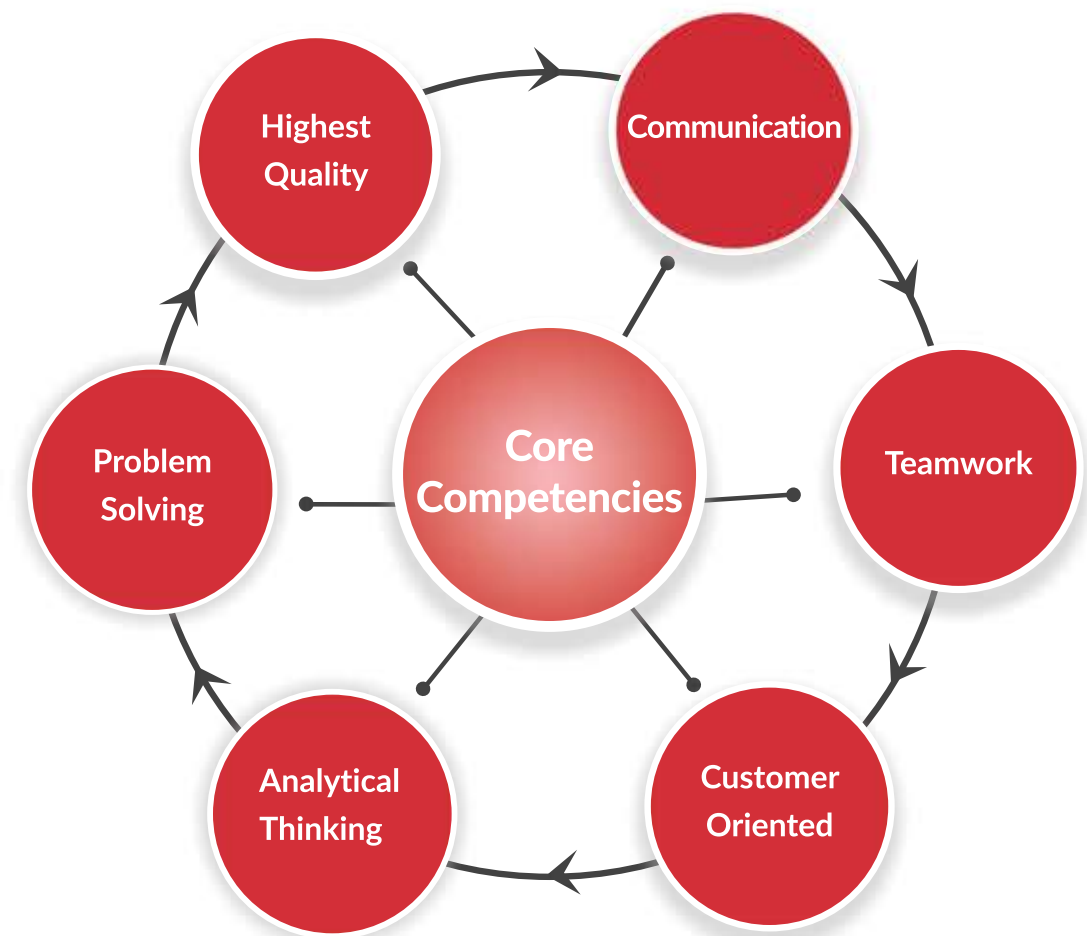 Highest
Quality
Communication
Teamwork
Customer
Oriented
Analytical
Thinking
Problem
Solving
Core
Competencies